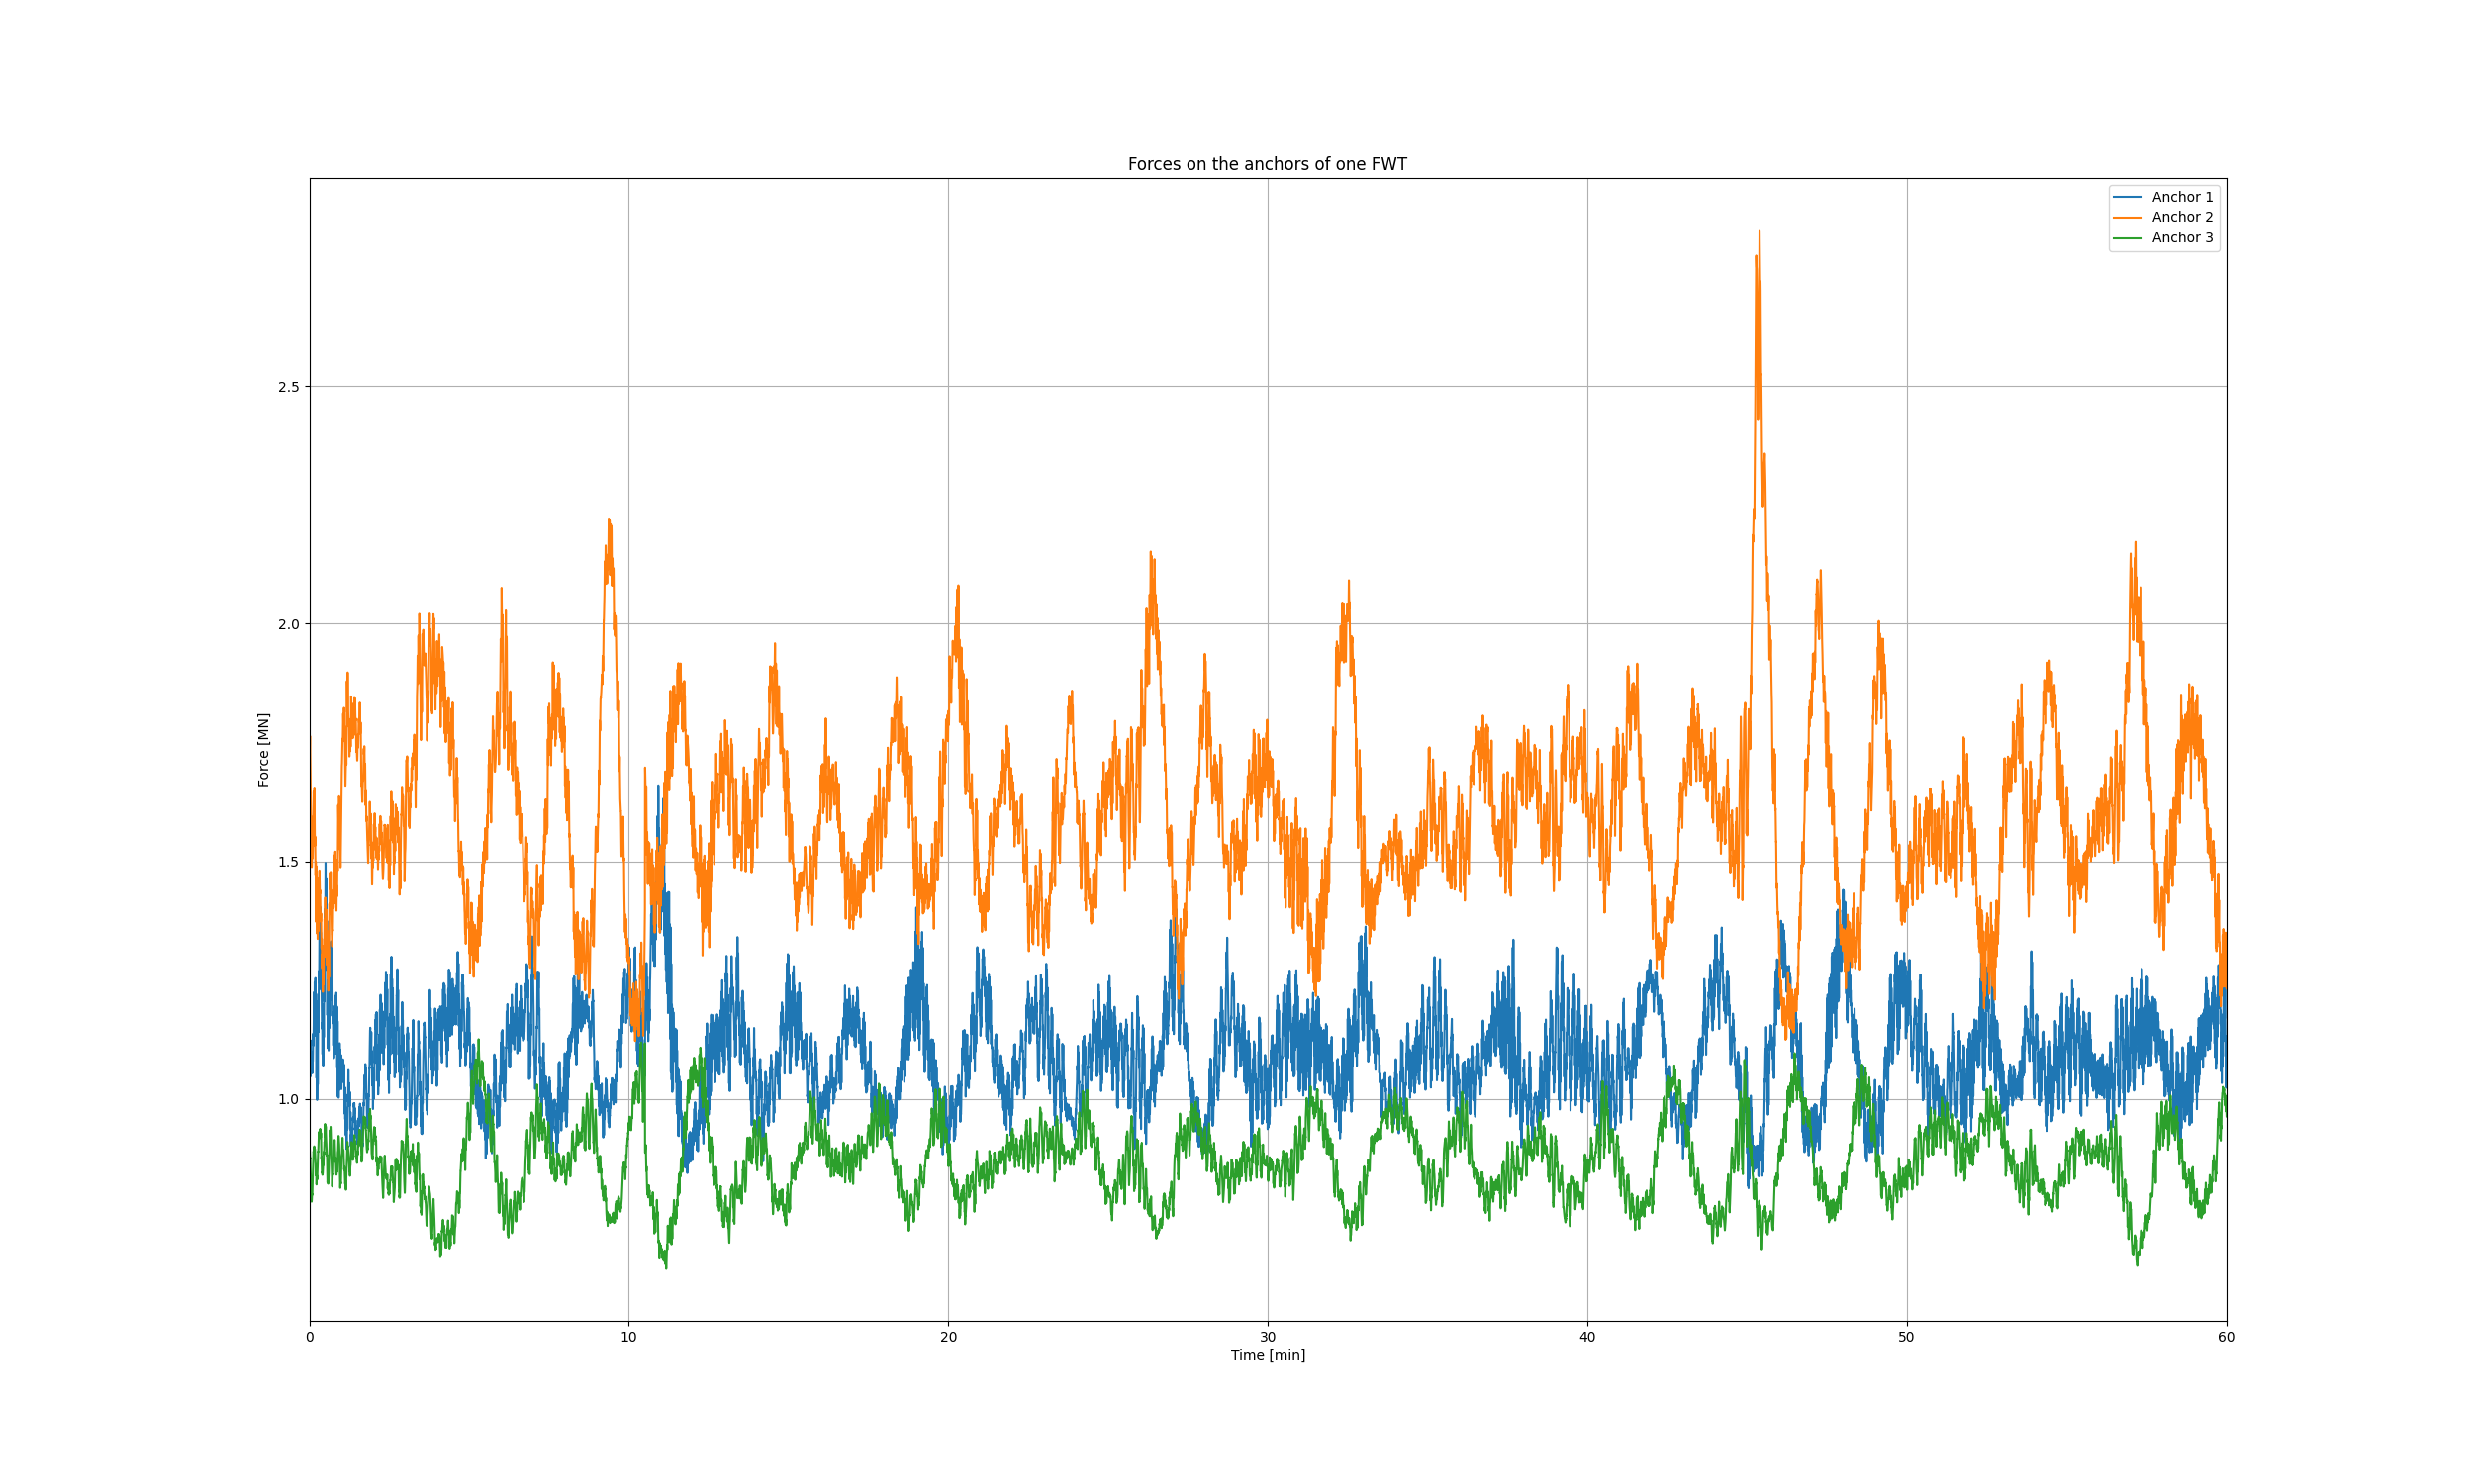 Forces on the anchors of one FWT
Anchor 1
Anchor 2
Anchor 3
Force [MN]
2.5
2.0
1.5
1.0
0
10
20
30
40
50
60
Time [min]